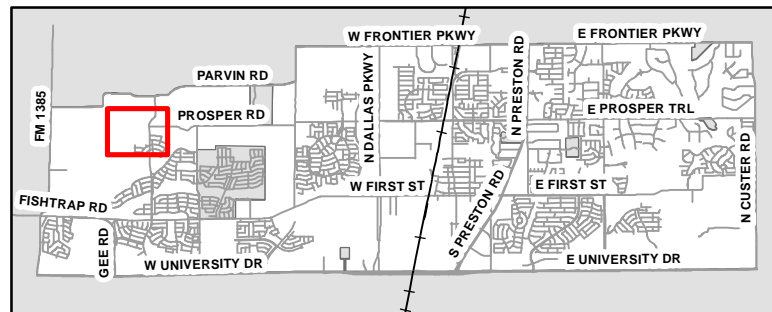 W FRONTIER PKWY
E FRONTIER PKWY
PARVIN RD
FM 1385
PROSPER RD
N DALLAS PKWY
N PRESTON RD
E PROSPER TRL
N CUSTER RD
FISHTRAP RD
W FIRST ST
E FIRST ST
S PRESTON RD
GEE RD
W UNIVERSITY DR
E UNIVERSITY DR